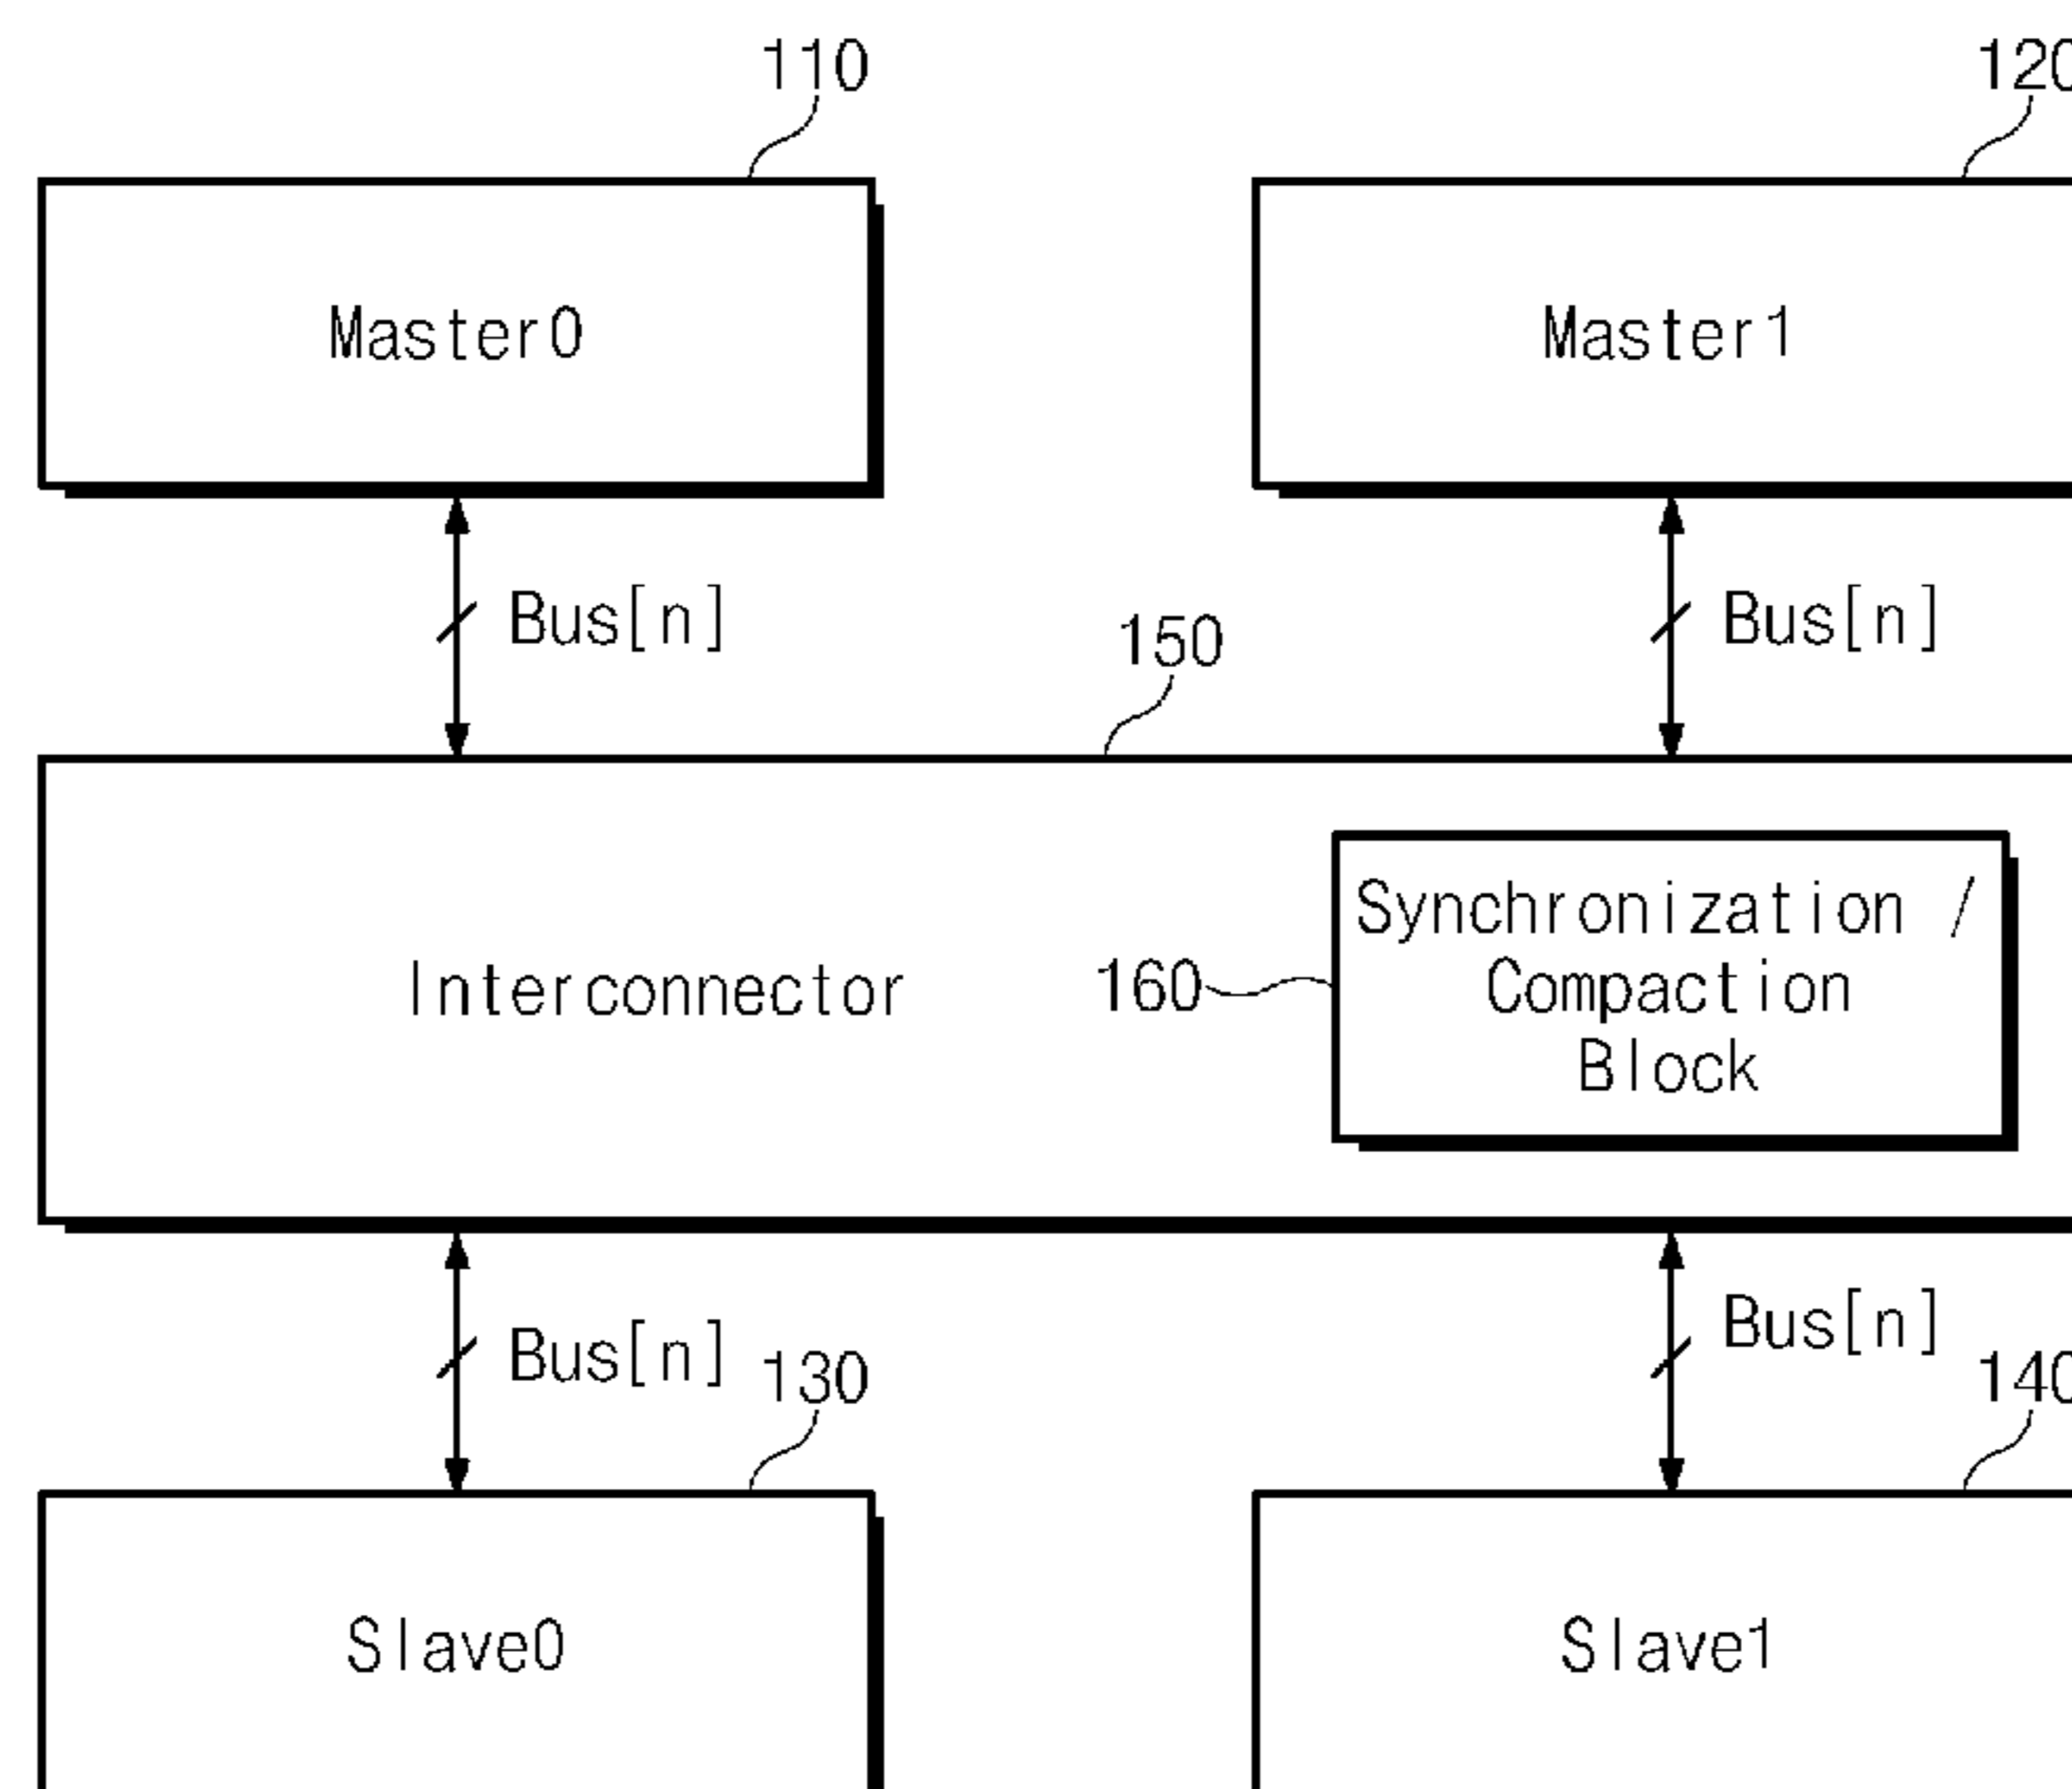 110
120
Master0
Master1
Bus[n]
Bus[n]
150
Synchronization /
Interconnector
160
Compaction
Block
Bus[n]
Bus[n]
130
140
Slave0
Slave1